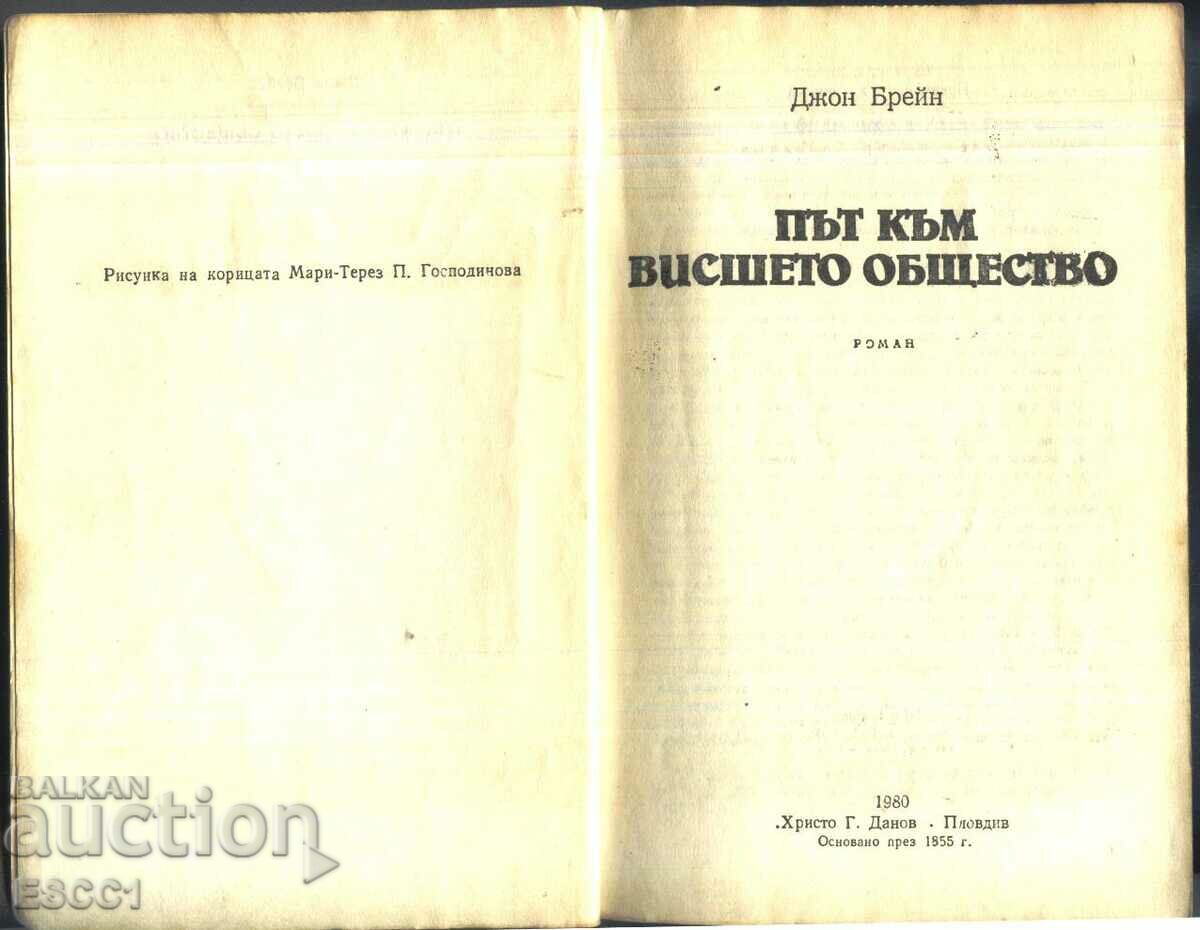 Рисунка на корицата Мари-Терез П. Господинова
Джон Брейн
ПЪТ КЪМ
ВИСШЕТО ОБЩЕСТВО
РОМАН
1980
.Христо Г. Данов . Пловдив
Основано през 1855 г.
BALKAN
auction
ESCC1